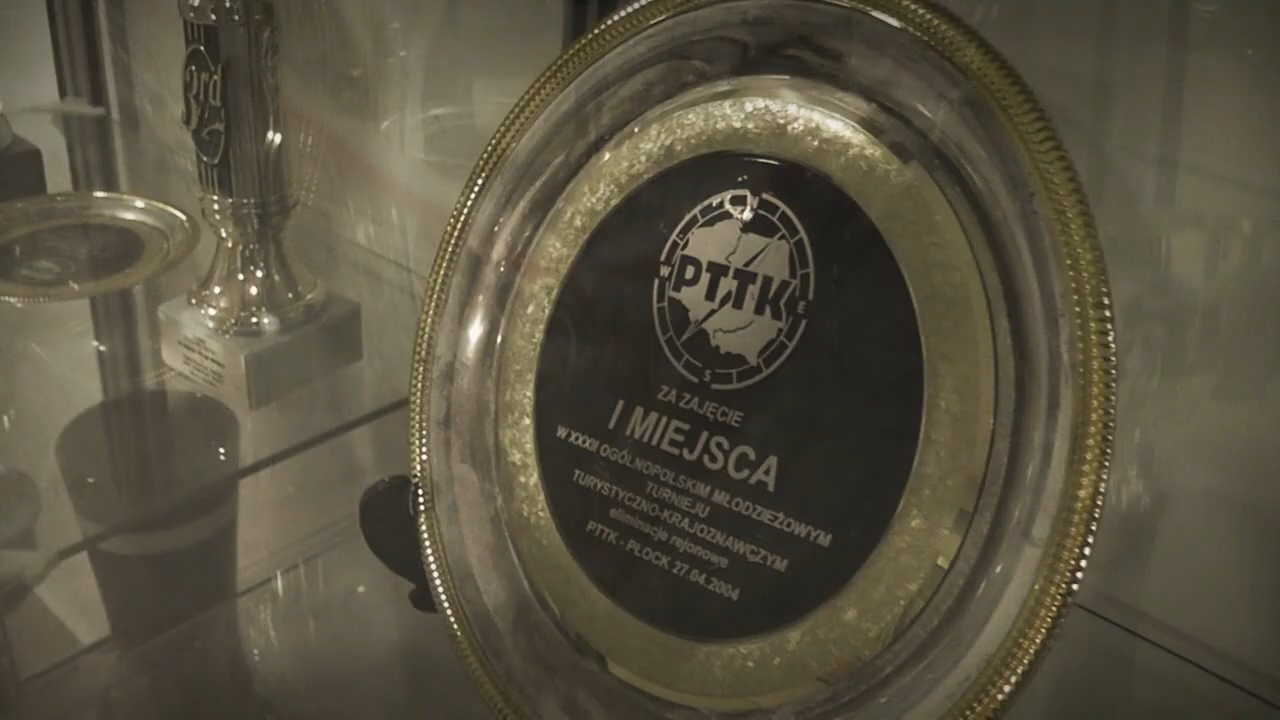 3rd
W
PTTK
E
S
ZA ZAJĘCIE
I MIEJSCA
W XXXII OGÓLNOPOLSKIM MŁODZIEŻOWYM
TURNIEJU
TURYSTYCZNO-KRAJOZNAWCZYM
eliminacje rejonowe
PTTK - PŁOCK 27.04.2004